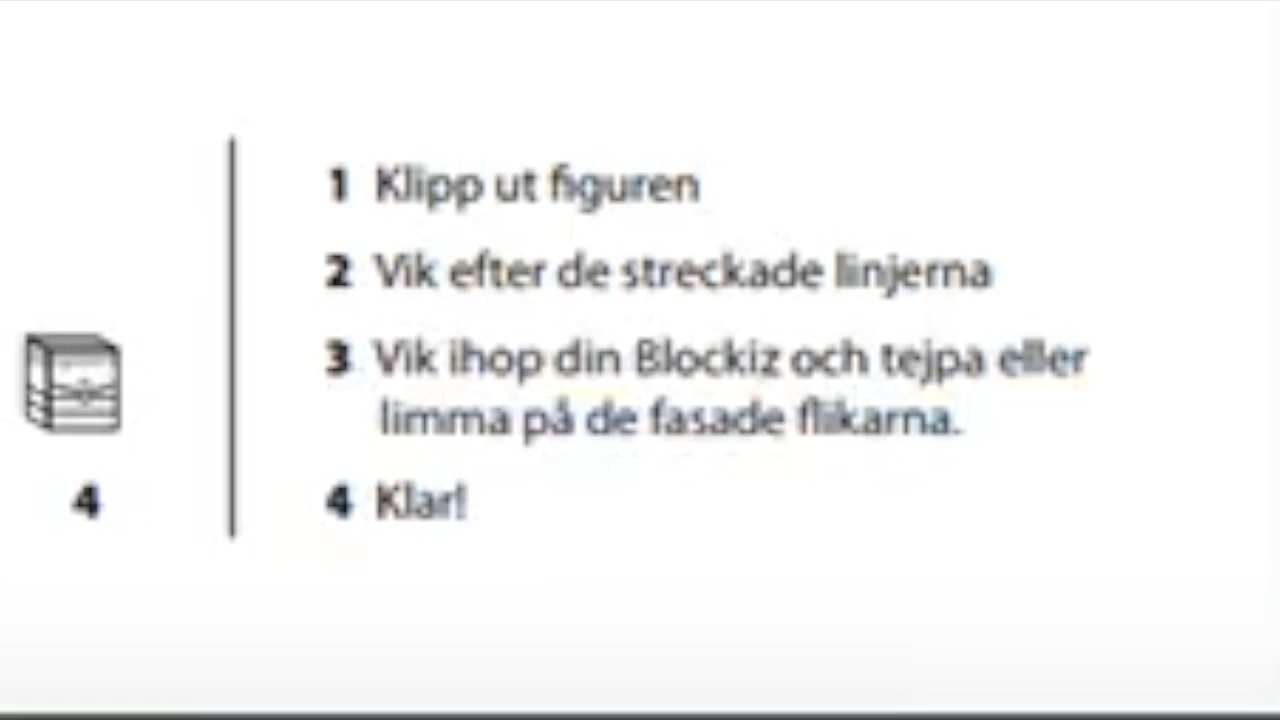 1 Klipp ut figuren
2 Vik efter de streckade linjerna
3 Vik ihop din Blockiz och tejpa eller
limma på de fasade flikarna.
4
4 Klar!